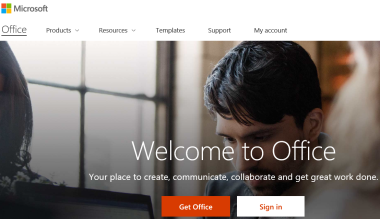 Microsoft
Office Products Resources Templates Support My account
Welcome to Office
Your place to create, communicate, collaborate and get great work done.
Get Office Sign in